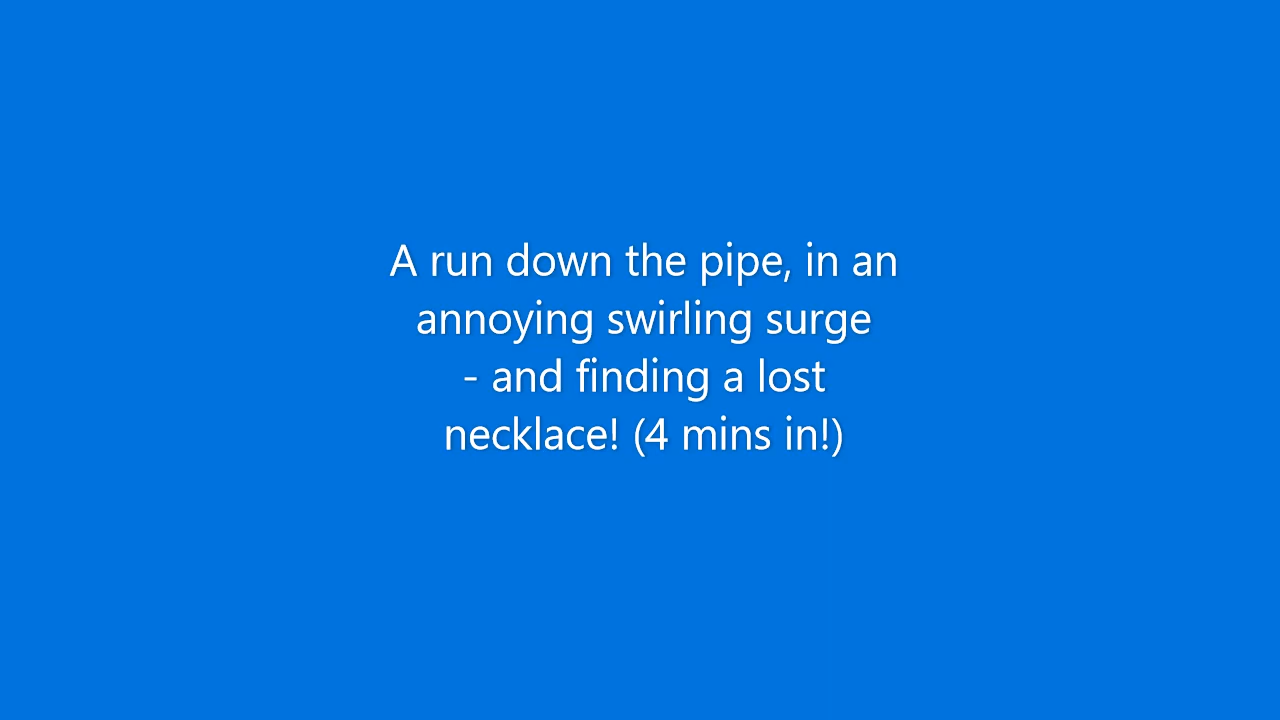 A run down the pipe, in an
annoying swirling surge
- and finding a lost
necklace! (4 mins in!)